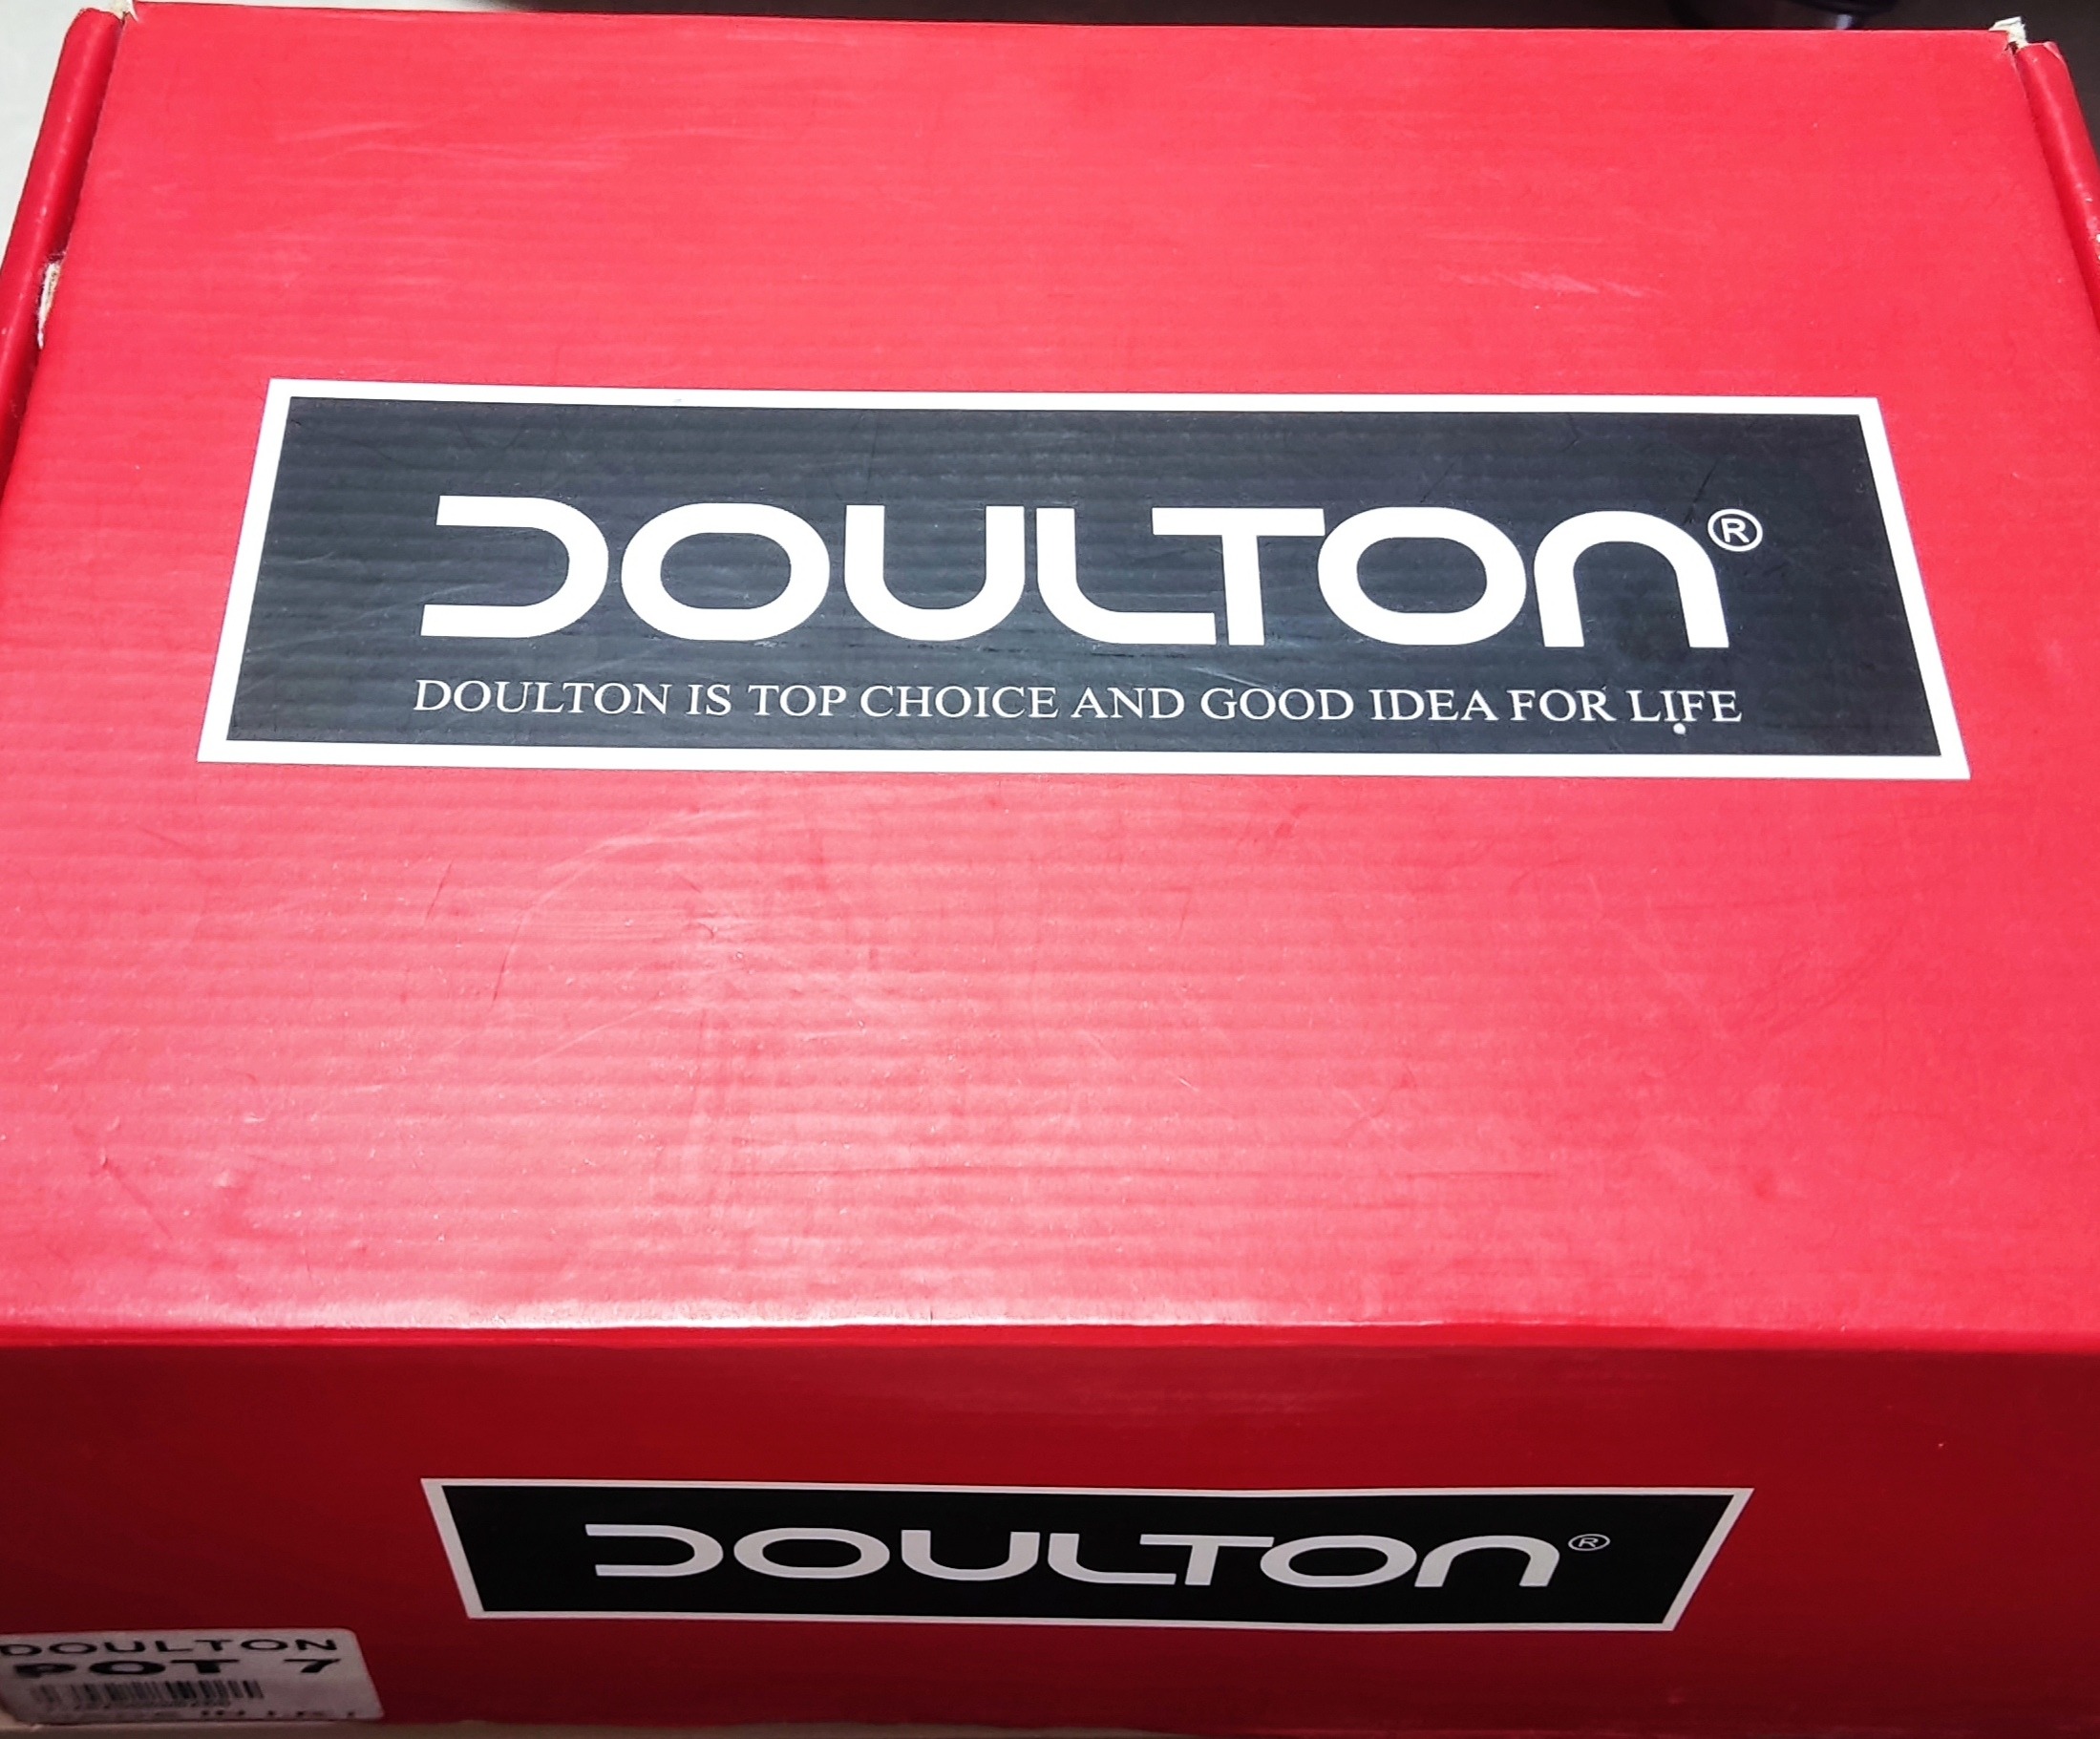 DOULTON®
DOULTON IS TOP CHOICE AND GOOD IDEA FOR LIFE
DOULTON®
DOULTON
POT 7